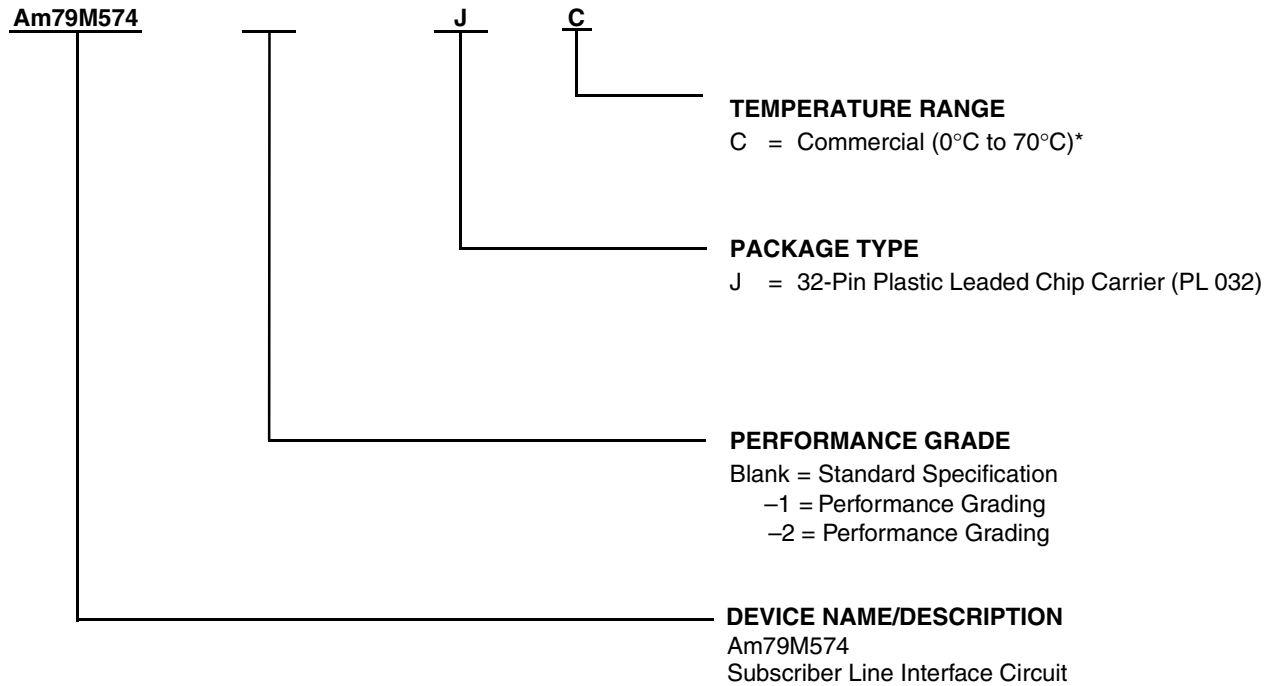 Am79M574 J C
TEMPERATURE RANGE
C = Commercial (0°C to 70°C)*
PACKAGE TYPE
J = 32-Pin Plastic Leaded Chip Carrier (PL 032)
PERFORMANCE GRADE
Blank = Standard Specification
–1 = Performance Grading
–2 = Performance Grading
DEVICE NAME/DESCRIPTION
Am79M574
Subscriber Line Interface Circuit